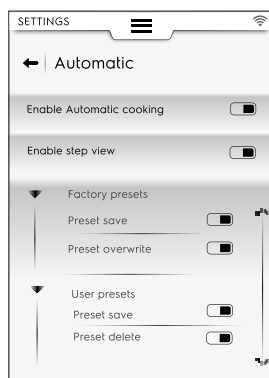 SETTINGS
Automatic
Enable Automatic cooking
Enable step view
Factory presets
Preset save
Preset overwrite
User presets
Preset save
Preset delete